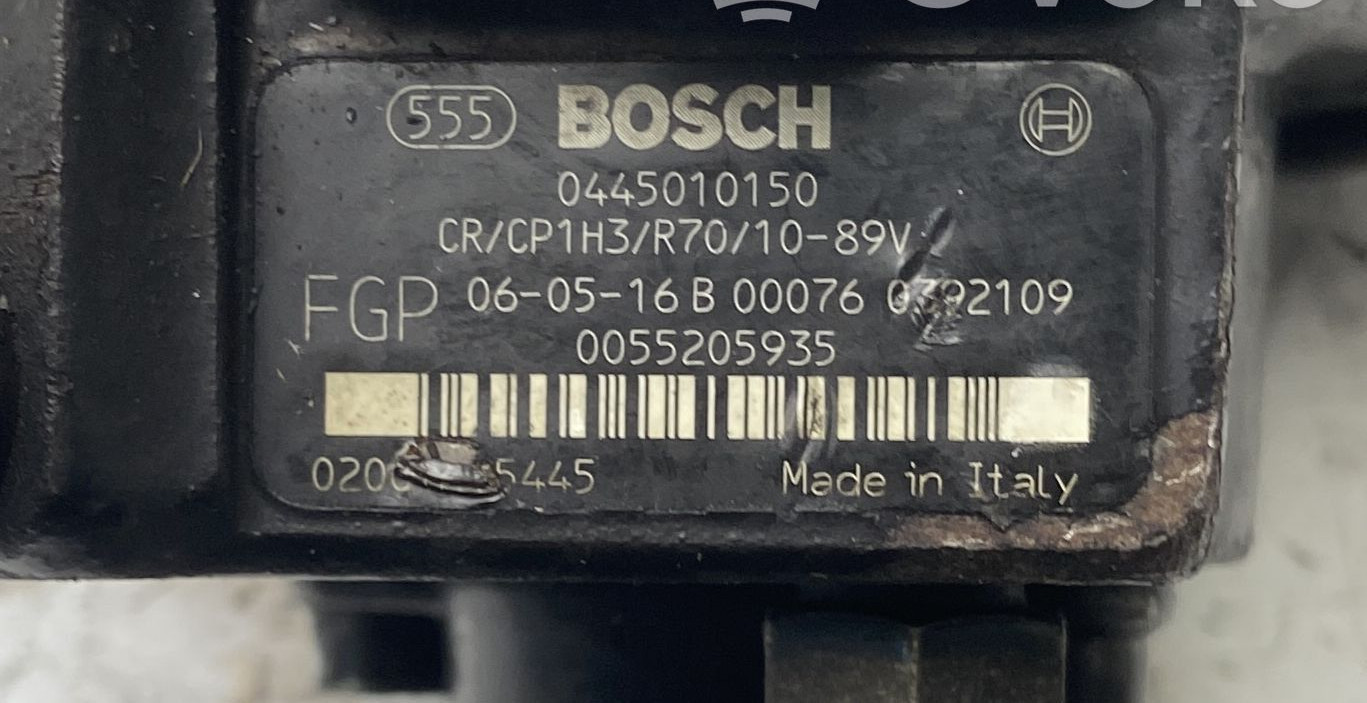 555 BOSCH
0445010150
CR/CP1H3/R70/10-89V
FGP 06-05-16 B 00076
0055205935
Made in Italy